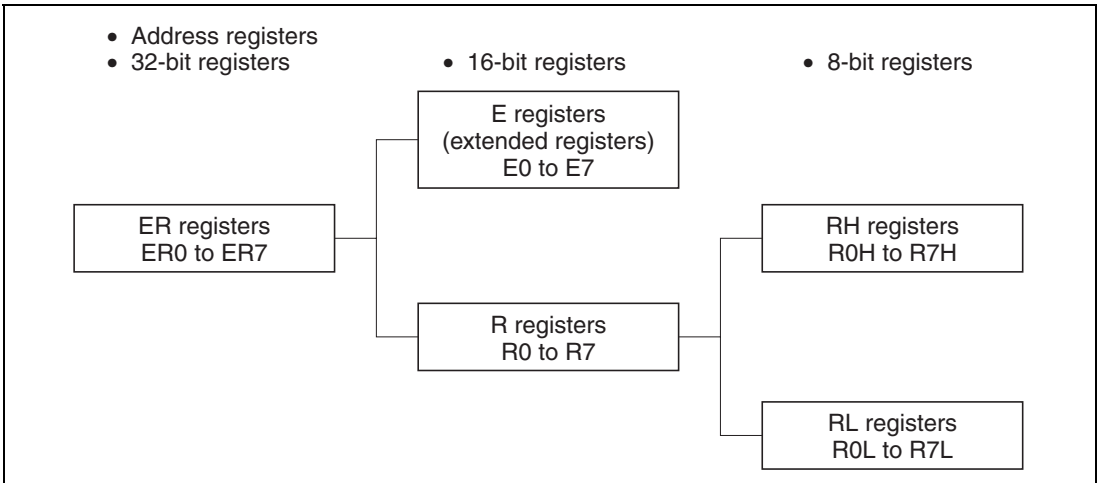 • Address registers
• 32-bit registers
• 16-bit registers
• 8-bit registers
E registers
(extended registers)
E0 to E7
ER registers
ER0 to ER7
RH registers
R0H to R7H
R registers
R0 to R7
RL registers
R0L to R7L